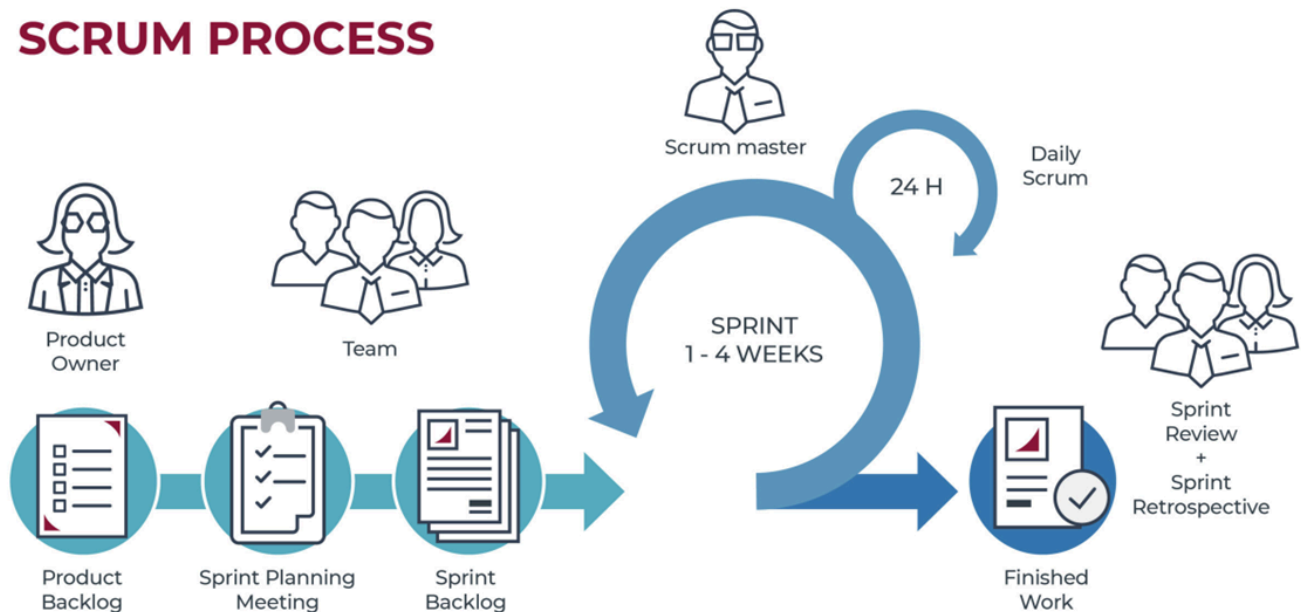 SCRUM PROCESS
Scrum master
24 H
Daily
Scrum
Product
Owner
Team
SPRINT
1 - 4 WEEKS
Sprint
Review
+
Sprint
Retrospective
Product
Backlog
Sprint Planning
Meeting
Sprint
Backlog
Finished
Work